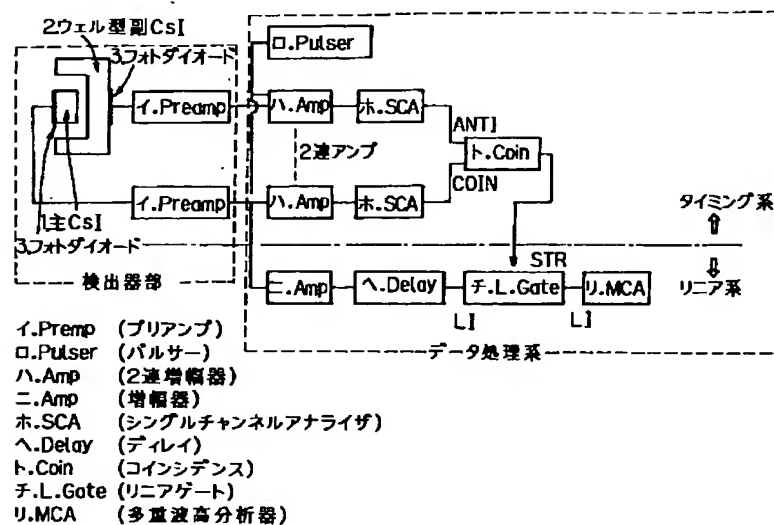 2.ウェル型副CsI
3.フォトダイオード
ロ.Pulser
イ.Preamp
ハ.Amp
ホ.SCA
ANTI
2連アンプ
ト.Coin
COIN
イ.Preamp
ハ.Amp
ホ.SCA
1.主CsI
3.フォトダイオード
タイミング系
検出器部
STR
リニア系
ニ.Amp
ヘ.Delay
チ.L.Gate
リ.MCA
LI
LI
データ処理系
イ.Premp (プリアンプ)
ロ.Pulser (パルサー)
ハ.Amp (2連増幅器)
ニ.Amp (増幅器)
ホ.SCA (シングルチャンネルアナライザ)
ヘ.Delay (ディレイ)
ト.Coin (コインシデンス)
チ.L.Gate (リニアゲート)
リ.MCA (多重波高分析器)